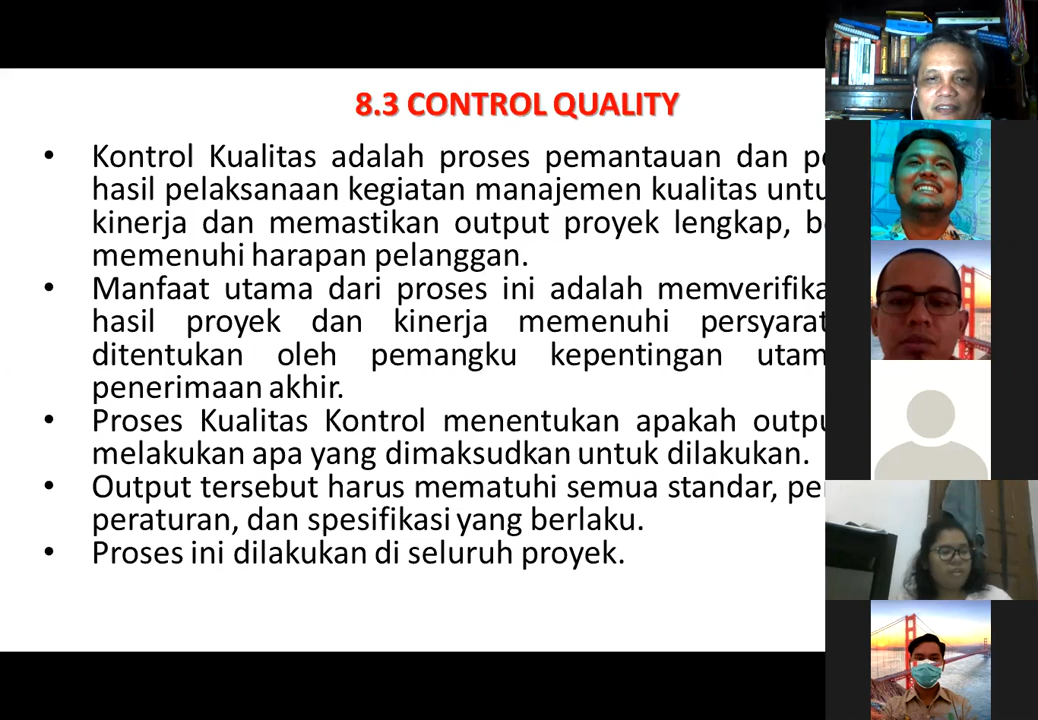 8.3 CONTROL QUALITY
• Kontrol Kualitas adalah proses pemantauan dan
hasil pelaksanaan kegiatan manajemen kualitas
kinerja dan memastikan output proyek lengkap,
memenuhi harapan pelanggan.
• Manfaat utama dari proses ini adalah
hasil proyek dan kinerja memenuhi
ditentukan oleh pemangku kepentingan
penerimaan akhir.
• Proses Kualitas Kontrol menentukan apakah
melakukan apa yang dimaksudkan untuk dilakukan.
• Output tersebut harus mematuhi semua standar,
peraturan, dan spesifikasi yang berlaku.
• Proses ini dilakukan di seluruh proyek.